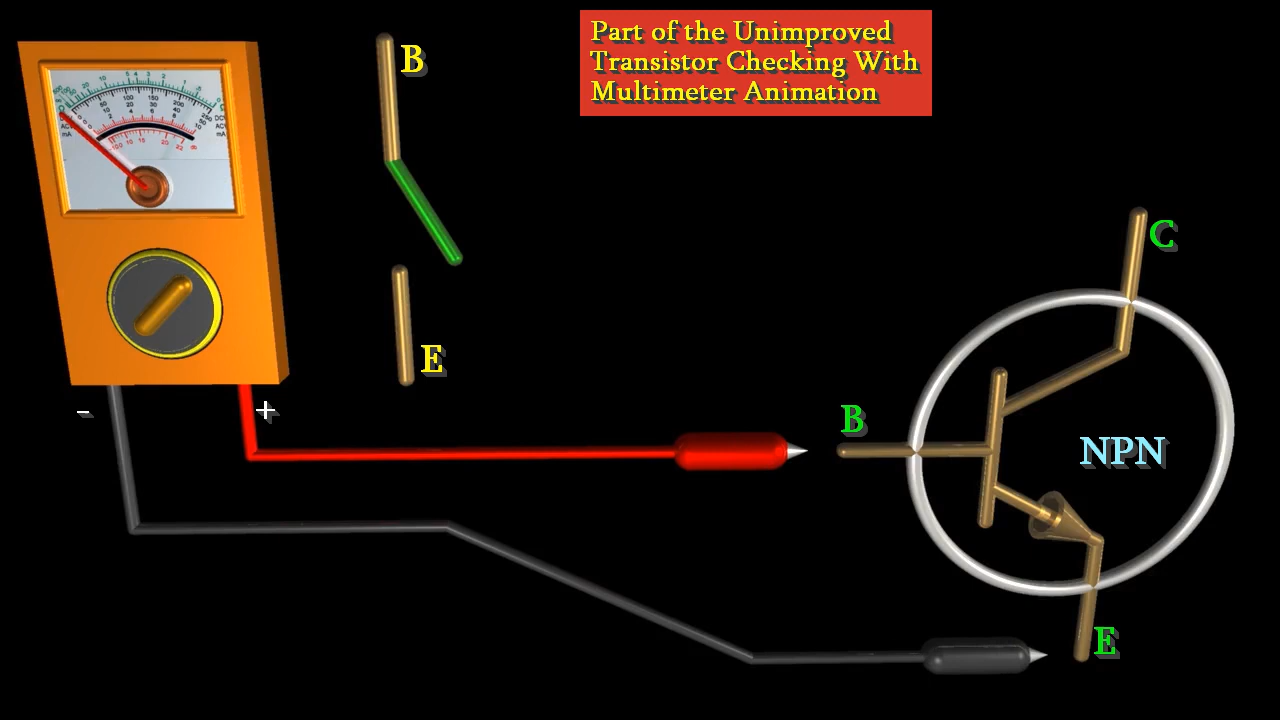 Part of the Unimproved
Transistor Checking With
Multimeter Animation
B
E
- +
B
C
NPN
E